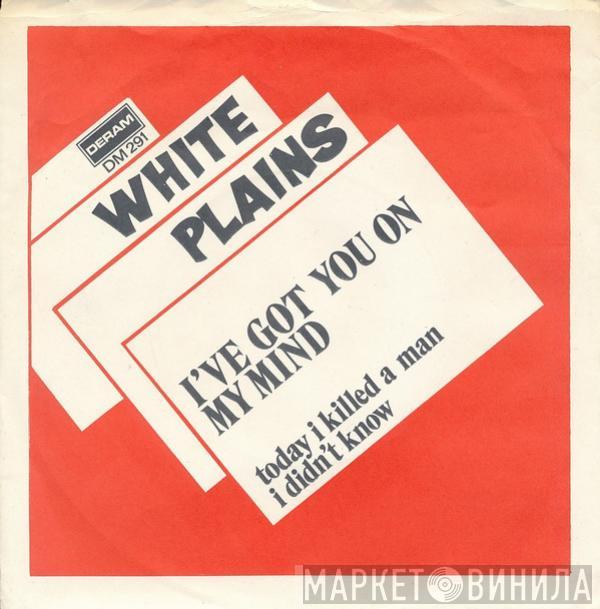 DERAM
DM 291
WHITE
PLAINS
I'VE GOT YOU ON
MY MIND
today i killed a man
i didn't know
МАРКЕТ ВИНИЛА